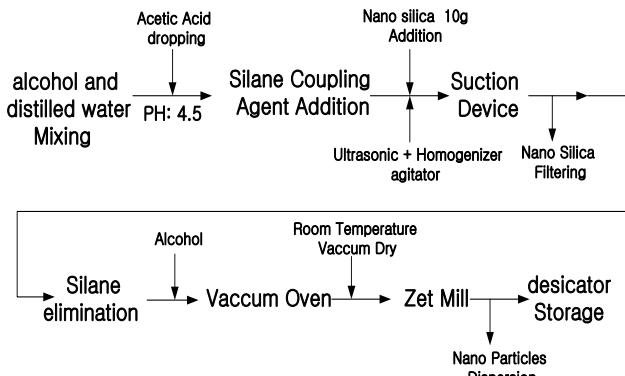 Acetic Acid
dropping
Nano silica 10g
Addition
alcohol and
distilled water
Mixing
PH: 4.5
Silane Coupling
Agent Addition
Suction
Device
Ultrasonic + Homogenizer
agitator
Nano Silica
Filtering
Alcohol
Room Temperature
Vaccum Dry
Silane
elimination
Vaccum Oven
Zet Mill
desicator
Storage
Nano Particles
Dispersion